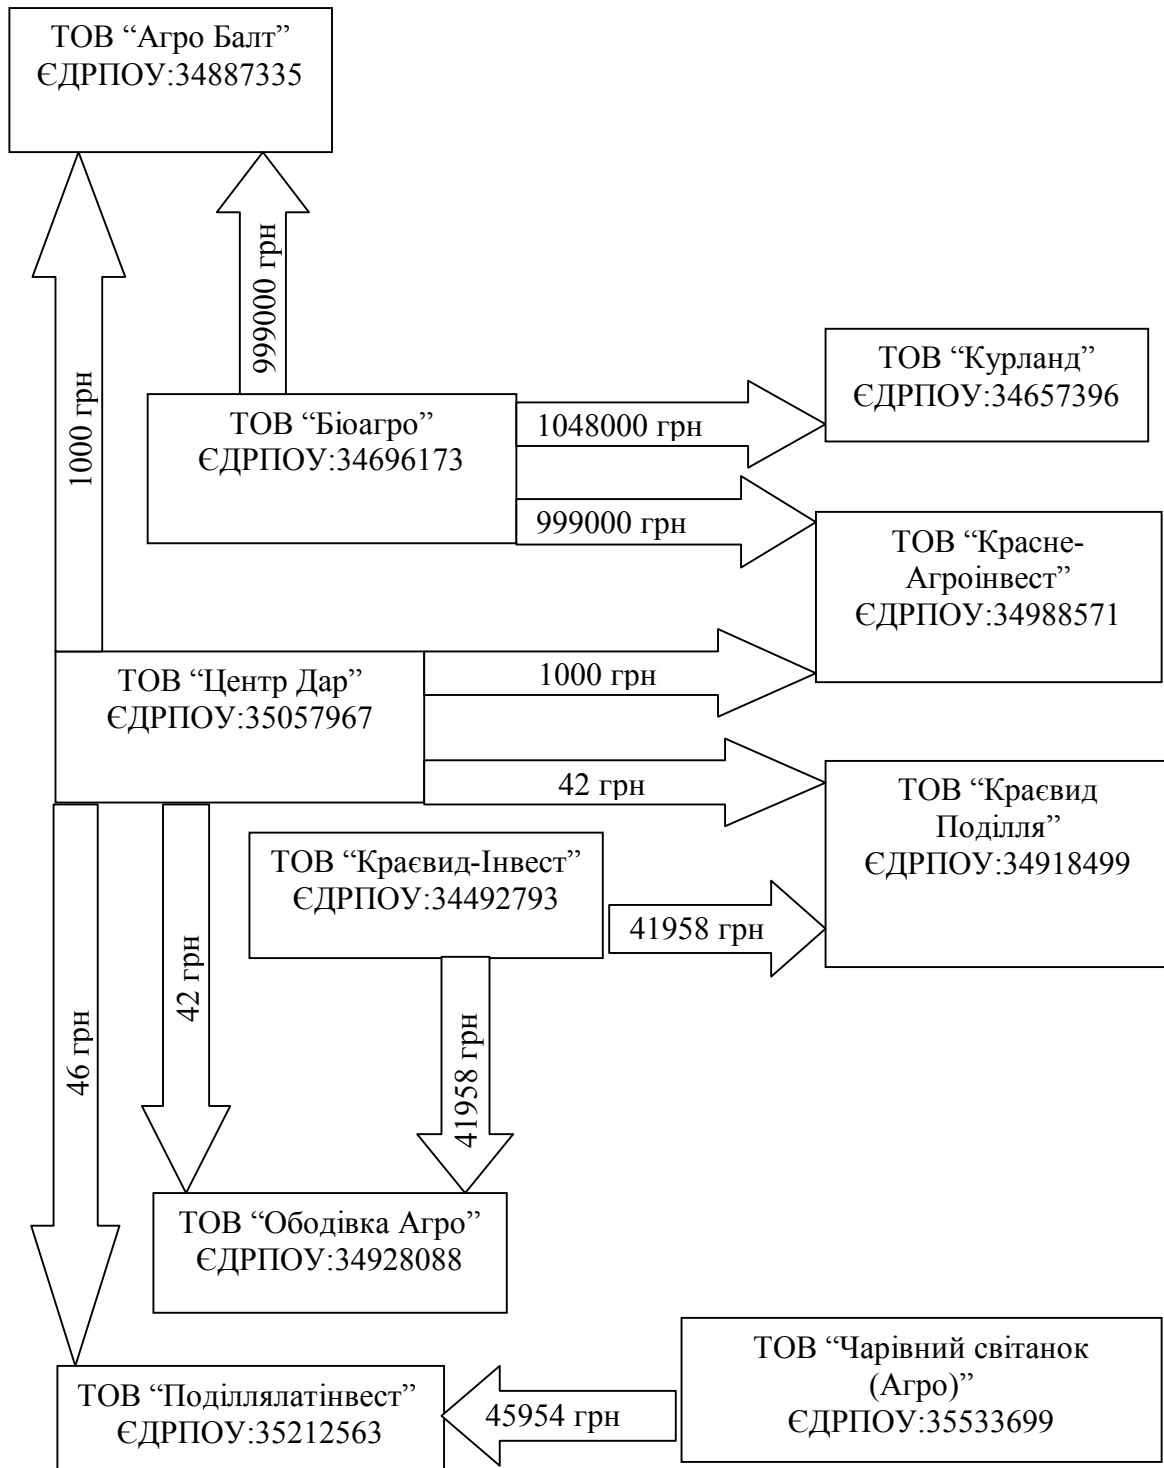 ТОВ “Агро Балт”
ЄДРПОУ:34887335
1000 грн
999000 грн
ТОВ “Біоагро”
ЄДРПОУ:34696173
1048000 грн
999000 грн
ТОВ “Курланд”
ЄДРПОУ:34657396
ТОВ “Красне-
Агроінвест”
ЄДРПОУ:34988571
ТОВ “Центр Дар”
ЄДРПОУ:35057967
1000 грн
42 грн
ТОВ “Краєвид
Поділля”
ЄДРПОУ:34918499
ТОВ “Краєвид-Інвест”
ЄДРПОУ:34492793
41958 грн
46 грн
42 грн
41958 грн
ТОВ “Ободівка Агро”
ЄДРПОУ:34928088
ТОВ “Поділлялатінвест”
ЄДРПОУ:35212563
45954 грн
ТОВ “Чарівний світанок
(Агро)”
ЄДРПОУ:35533699